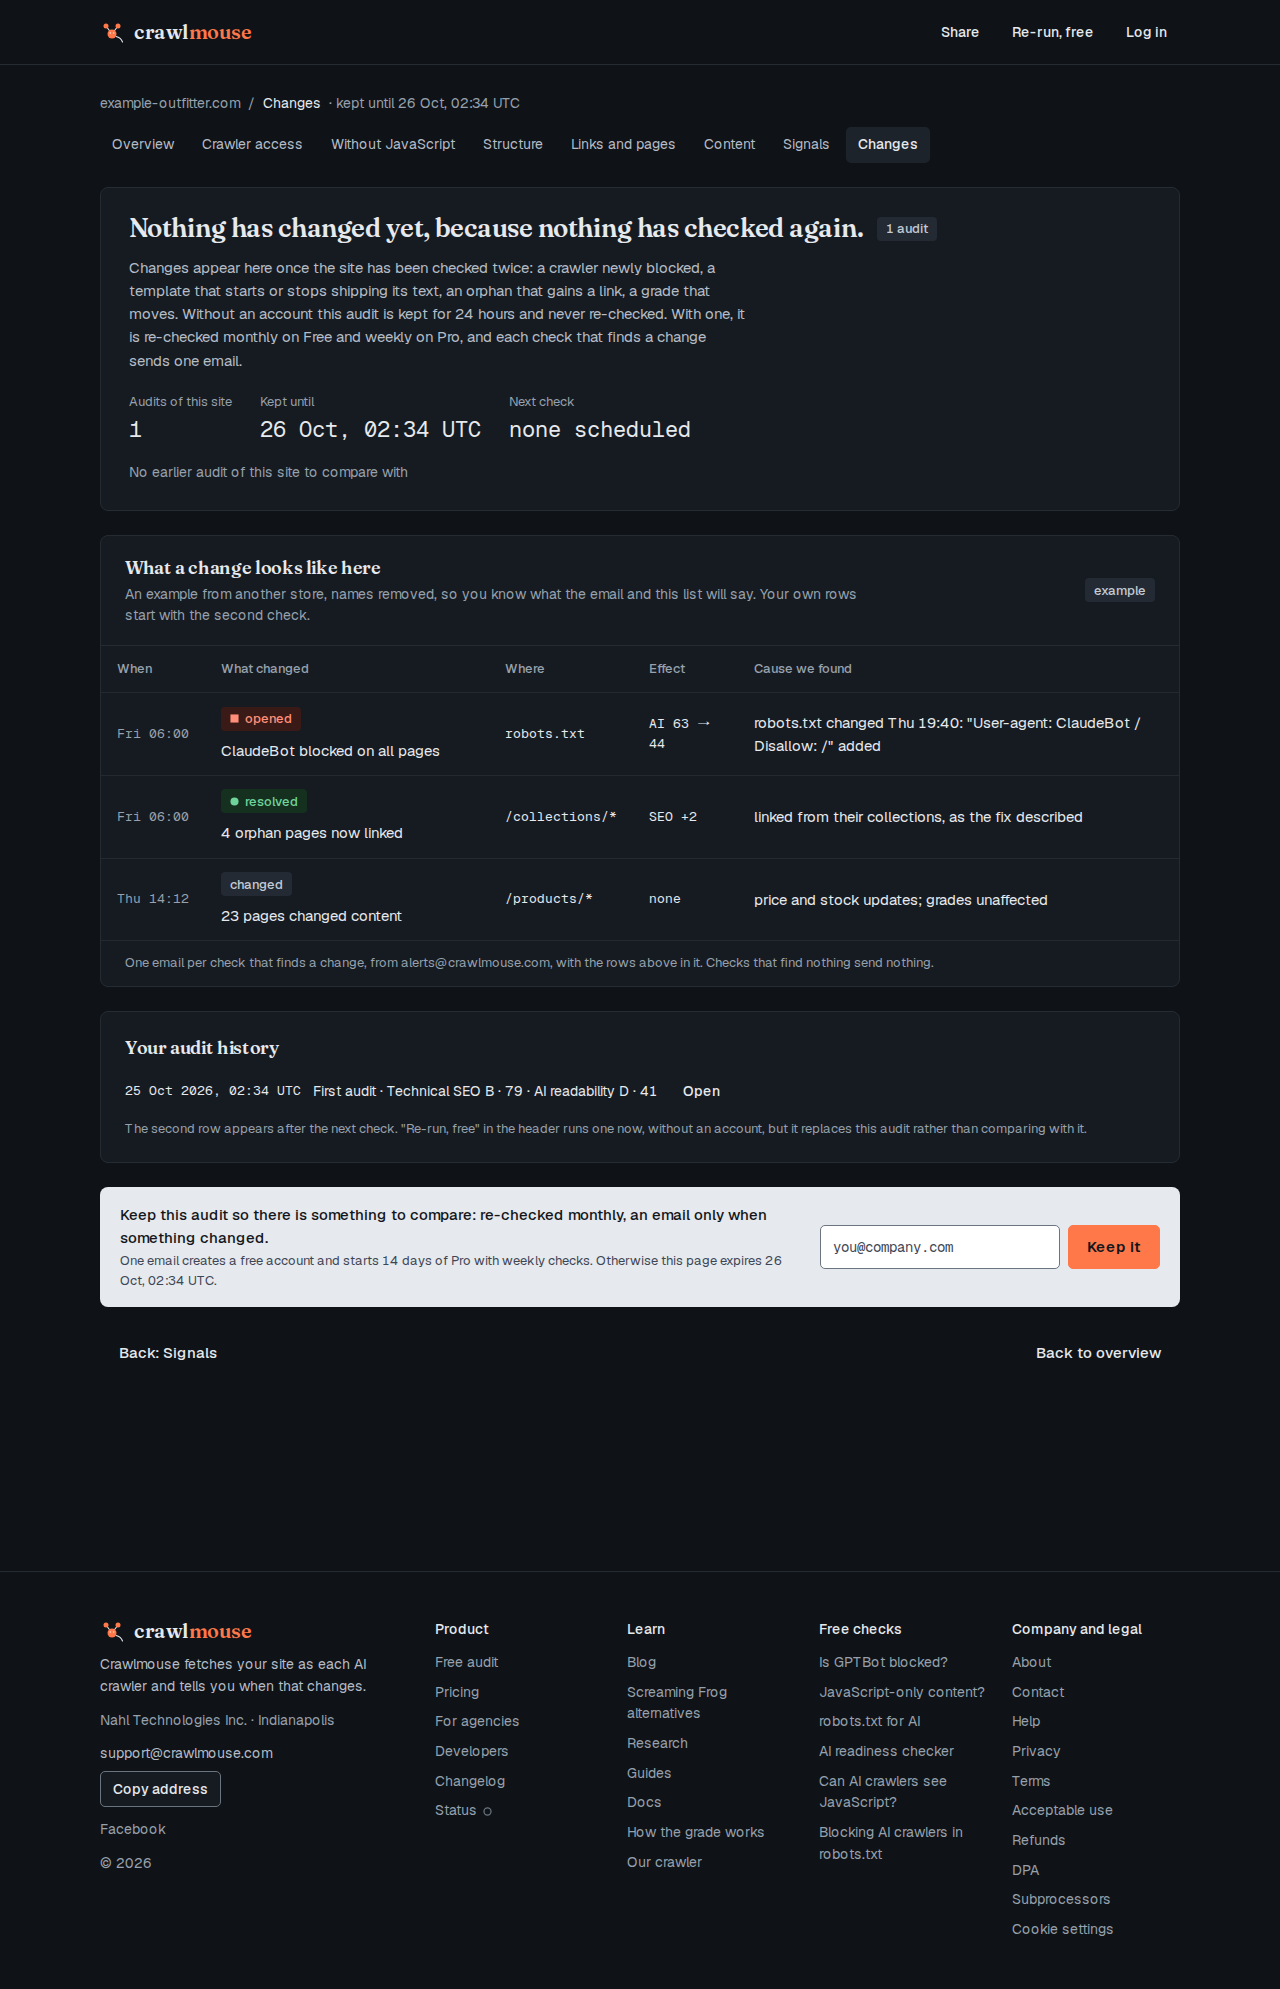 crawlmouse
Share
Re-run, free
Log in
example-outfitter.com / Changes · kept until 26 Oct, 02:34 UTC
Overview
Crawler access
Without JavaScript
Structure
Links and pages
Content
Signals
Changes
Nothing has changed yet, because nothing has checked again.
1 audit
Changes appear here once the site has been checked twice: a crawler newly blocked, a
template that starts or stops shipping its text, an orphan that gains a link, a grade that
moves. Without an account this audit is kept for 24 hours and never re-checked. With one, it
is re-checked monthly on Free and weekly on Pro, and each check that finds a change
sends one email.
Audits of this site
1
Kept until
26 Oct, 02:34 UTC
Next check
none scheduled
No earlier audit of this site to compare with
What a change looks like here
An example from another store, names removed, so you know what the email and this list will say. Your own rows
start with the second check.
example
When
What changed
Where
Effect
Cause we found
Fri 06:00
opened
ClaudeBot blocked on all pages
robots.txt
AI 63 →
44
robots.txt changed Thu 19:40: "User-agent: ClaudeBot /
Disallow: /" added
Fri 06:00
resolved
4 orphan pages now linked
/collections/*
SEO +2
linked from their collections, as the fix described
Thu 14:12
changed
23 pages changed content
/products/*
none
price and stock updates; grades unaffected
One email per check that finds a change, from alerts@crawlmouse.com, with the rows above in it. Checks that find nothing send nothing.
Your audit history
25 Oct 2026, 02:34 UTC First audit · Technical SEO B · 79 · AI readability D · 41 Open
The second row appears after the next check. "Re-run, free" in the header runs one now, without an account, but it replaces this audit rather than comparing with it.
Keep this audit so there is something to compare: re-checked monthly, an email only when
something changed.
One email creates a free account and starts 14 days of Pro with weekly checks. Otherwise this page expires 26
Oct, 02:34 UTC.
you@company.com
Keep it
Back: Signals
Back to overview
crawlmouse
Crawlmouse fetches your site as each AI
crawler and tells you when that changes.
Nahl Technologies Inc. · Indianapolis
support@crawlmouse.com
Copy address
Facebook
© 2026
Product
Free audit
Pricing
For agencies
Developers
Changelog
Status
Learn
Blog
Screaming Frog
alternatives
Research
Guides
Docs
How the grade works
Our crawler
Free checks
Is GPTBot blocked?
JavaScript-only content?
robots.txt for AI
AI readiness checker
Can AI crawlers see
JavaScript?
Blocking AI crawlers in
robots.txt
Company and legal
About
Contact
Help
Privacy
Terms
Acceptable use
Refunds
DPA
Subprocessors
Cookie settings